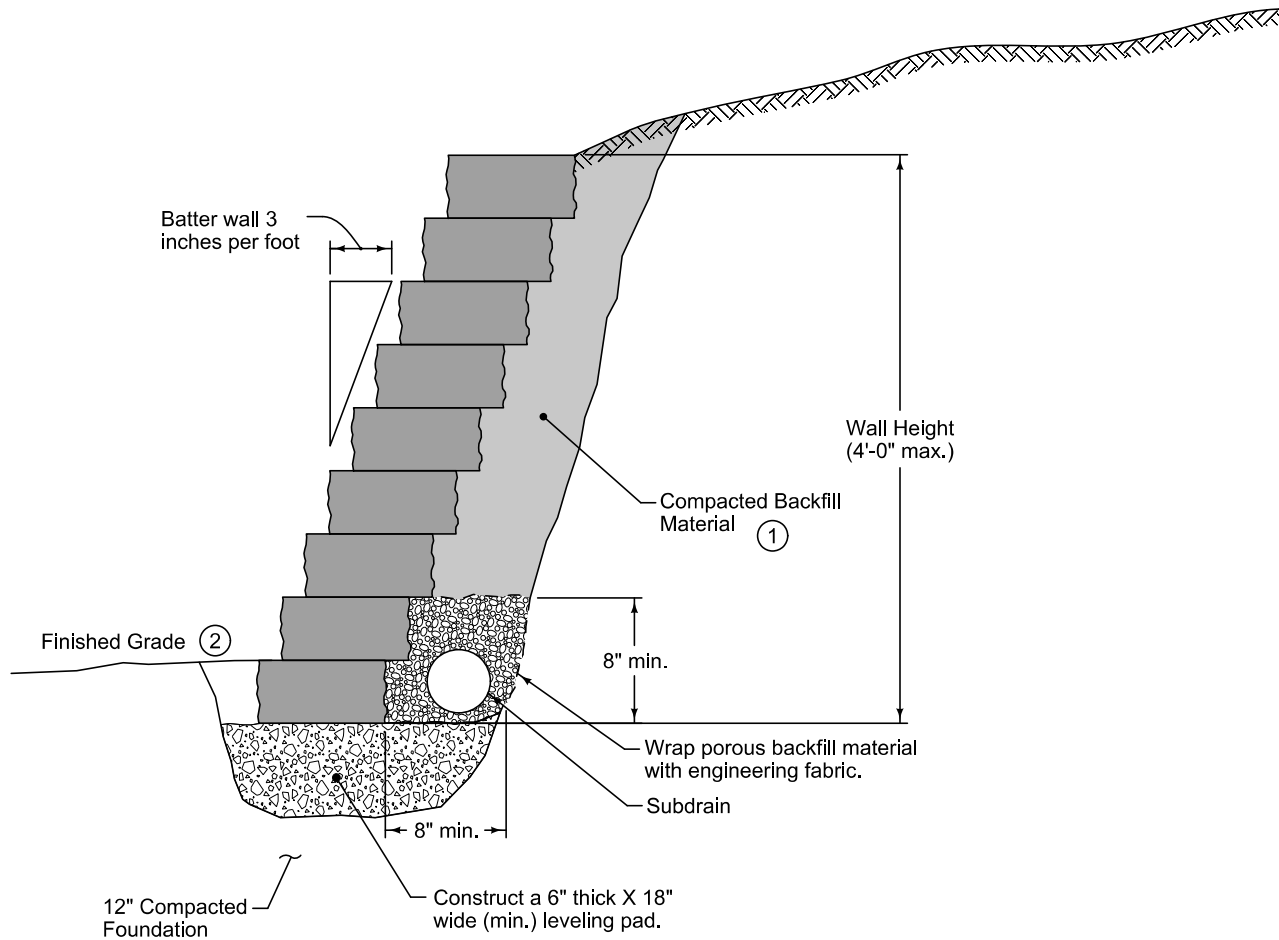 Batter wall 3
inches per foot
Wall Height
(4'-0" max.)
Compacted Backfill
Material 1
Finished Grade 2
8" min.
Wrap porous backfill material
with engineering fabric.
Subdrain
8" min.
Construct a 6" thick X 18"
wide (min.) leveling pad.
12" Compacted
Foundation